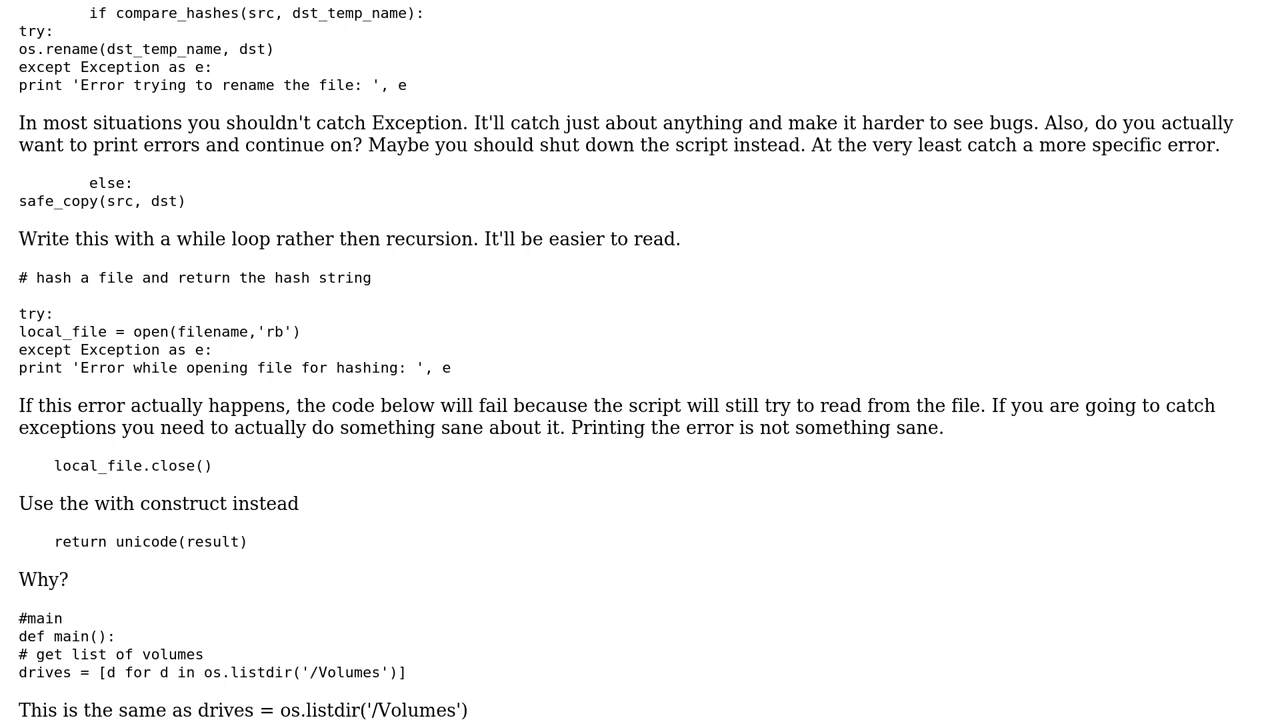 if compare_hashes(src, dst_temp_name):
try:
os.rename(dst_temp_name, dst)
except Exception as e:
print 'Error trying to rename the file: ', e
In most situations you shouldn't catch Exception. It'll catch just about anything and make it harder to see bugs. Also, do you actually
want to print errors and continue on? Maybe you should shut down the script instead. At the very least catch a more specific error.
        else:
safe_copy(src, dst)
Write this with a while loop rather then recursion. It'll be easier to read.
# hash a file and return the hash string
try:
local_file = open(filename,'rb')
except Exception as e:
print 'Error while opening file for hashing: ', e
If this error actually happens, the code below will fail because the script will still try to read from the file. If you are going to catch
exceptions you need to actually do something sane about it. Printing the error is not something sane.
    local_file.close()
Use the with construct instead
    return unicode(result)
Why?
#main
def main():
# get list of volumes
drives = [d for d in os.listdir('/Volumes')]
This is the same as drives = os.listdir('/Volumes')